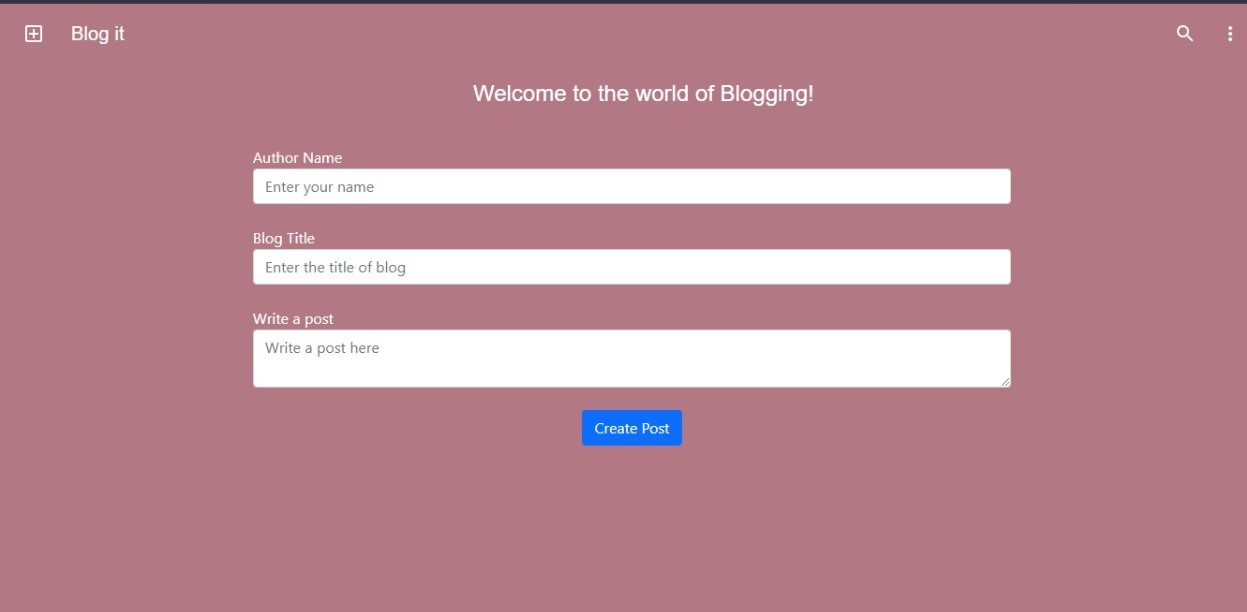 Blog it
Welcome to the world of Blogging!
Author Name
Enter your name
Blog Title
Enter the title of blog
Write a post
Write a post here
Create Post